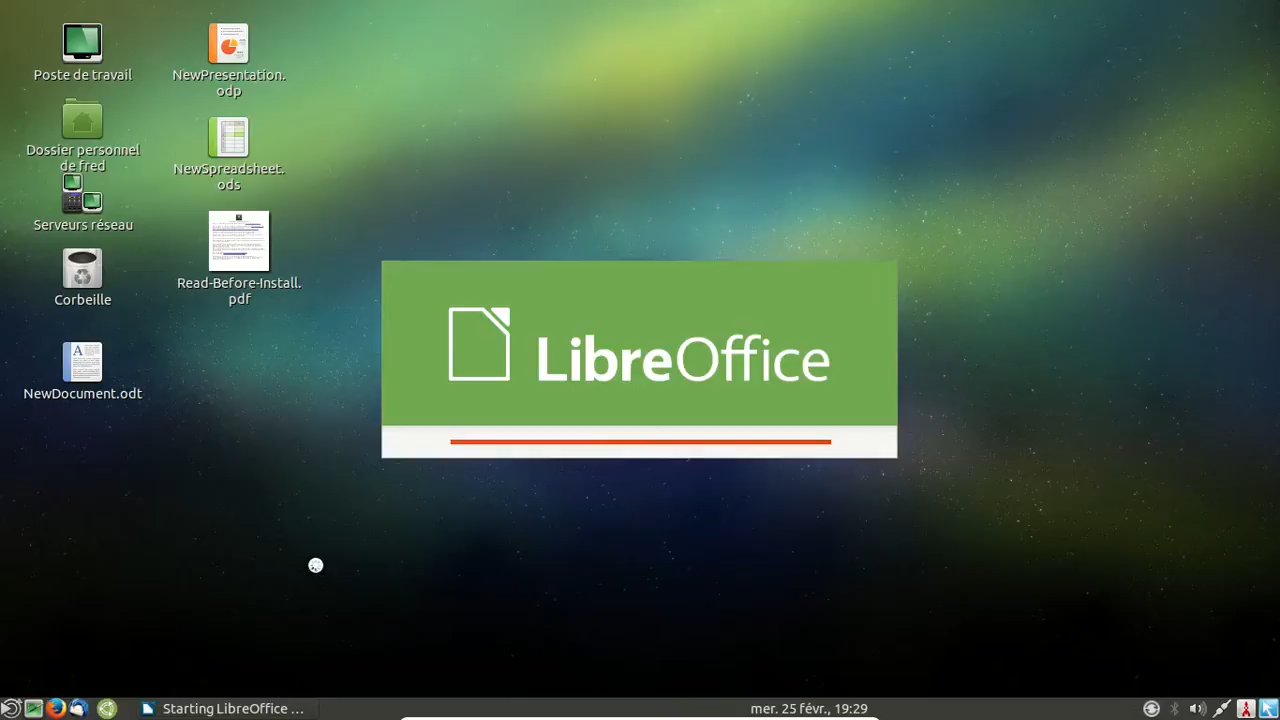 Poste de travail
Dossier personnel
de fred
Serveurs réseau
Corbeille
NewDocument.odt
NewPresentation.
odp
NewSpreadsheet.
ods
Read-Before-Install.
pdf
LibreOffice
Starting LibreOffice ...
mer. 25 févr., 19:29